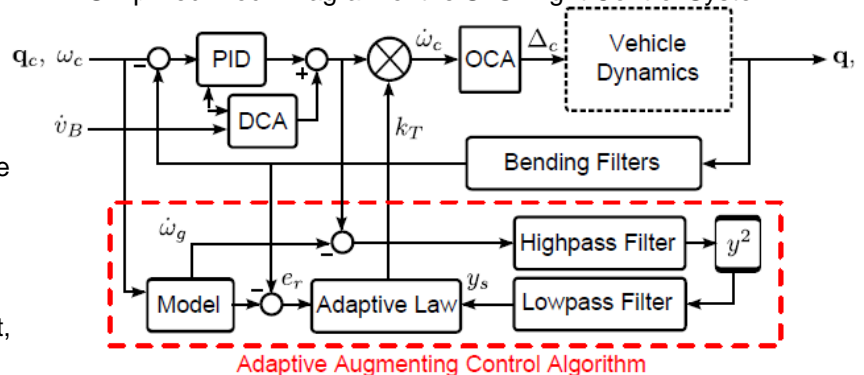 q_c, ω_c
PID
ω̇_c
OCA
Δ_c
Vehicle
Dynamics
q,
v̇_B
DCA
k_T
Bending Filters
ω̇_g
Highpass Filter
y²
Model
e_r
Adaptive Law
y_s
Lowpass Filter
Adaptive Augmenting Control Algorithm